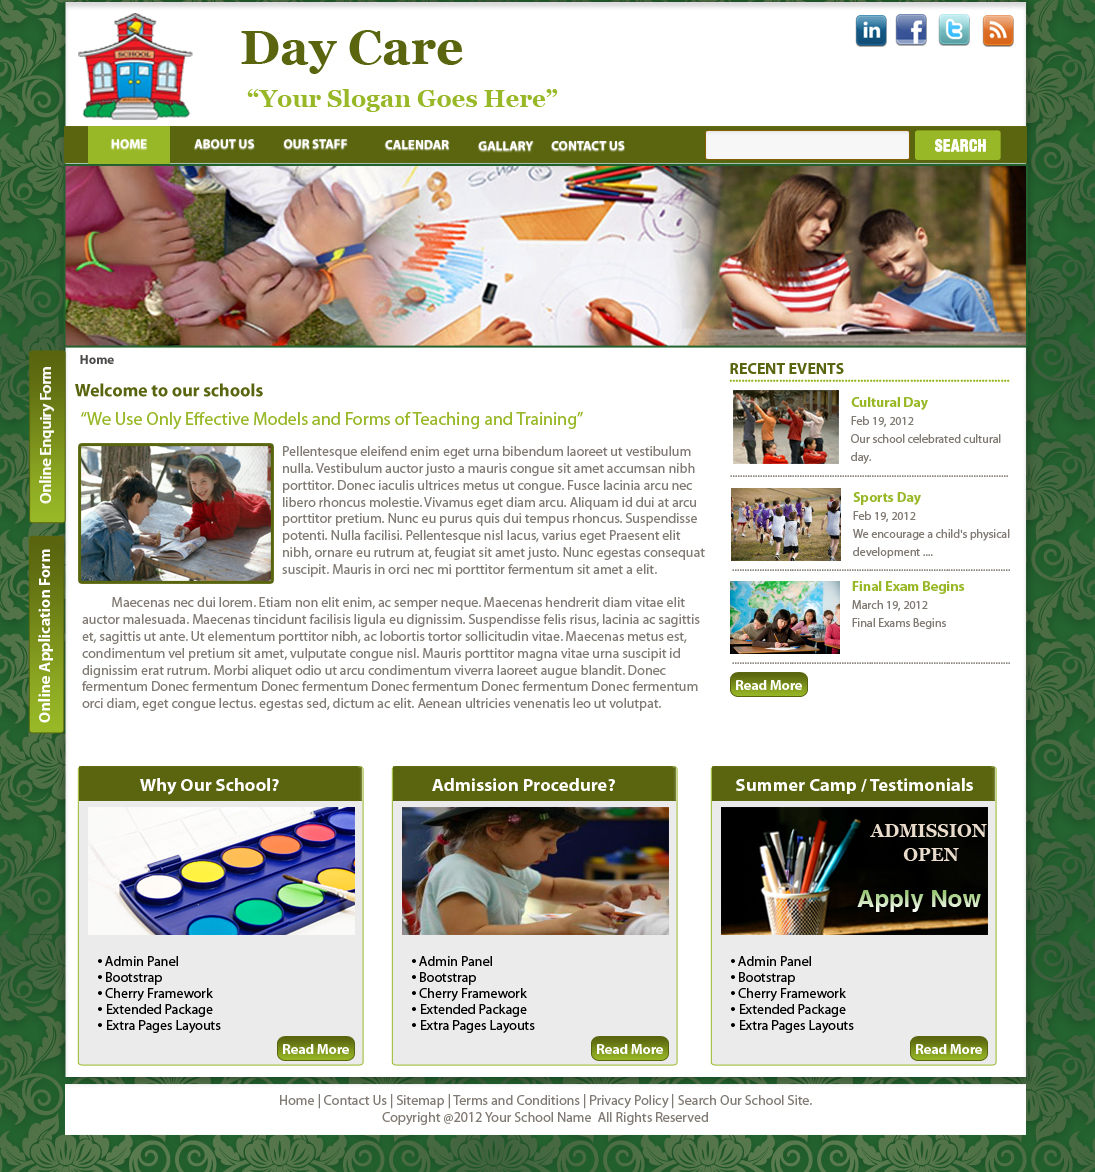 SCHOOL
Day Care
“Your Slogan Goes Here”
in
f
t
HOME
ABOUT US
OUR STAFF
CALENDAR
GALLARY
CONTACT US
SEARCH
School
Online Enquiry Form
Online Application Form
Home
Welcome to our schools
“We Use Only Effective Models and Forms of Teaching and Training”
Pellentesque eleifend enim eget urna bibendum laoreet ut vestibulum
nulla. Vestibulum auctor justo a mauris congue sit amet accumsan nibh
porttitor. Donec iaculis ultrices metus ut congue. Fusce lacinia arcu nec
libero rhoncus molestie. Vivamus eget diam arcu. Aliquam id dui at arcu
porttitor pretium. Nunc eu purus quis dui tempus rhoncus. Suspendisse
potenti. Nulla facilisi. Pellentesque nisl lacus, varius eget Praesent elit
nibh, ornare eu rutrum at, feugiat sit amet justo. Nunc egestas consequat
suscipit. Mauris in orci nec mi porttitor fermentum sit amet a elit.
Maecenas nec dui lorem. Etiam non elit enim, ac semper neque. Maecenas hendrerit diam vitae elit
auctor malesuada. Maecenas tincidunt facilisis ligula eu dignissim. Suspendisse felis risus, lacinia ac sagittis
et, sagittis ut ante. Ut elementum porttitor nibh, ac lobortis tortor sollicitudin vitae. Maecenas metus est,
condimentum vel pretium sit amet, vulputate congue nisl. Mauris porttitor magna vitae urna suscipit id
dignissim erat rutrum. Morbi aliquet odio ut arcu condimentum viverra laoreet augue blandit. Donec
fermentum Donec fermentum Donec fermentum Donec fermentum Donec fermentum Donec fermentum
orci diam, eget congue lectus. egestas sed, dictum ac elit. Aenean ultricies venenatis leo ut volutpat.
RECENT EVENTS
Cultural Day
Feb 19, 2012
Our school celebrated cultural
day.
Sports Day
Feb 19, 2012
We encourage a child's physical
development ....
Final Exam Begins
March 19, 2012
Final Exams Begins
Read More
Why Our School?
• Admin Panel
• Bootstrap
• Cherry Framework
• Extended Package
• Extra Pages Layouts
Read More
Admission Procedure?
• Admin Panel
• Bootstrap
• Cherry Framework
• Extended Package
• Extra Pages Layouts
Read More
Summer Camp / Testimonials
ADMISSION
OPEN
Apply Now
• Admin Panel
• Bootstrap
• Cherry Framework
• Extended Package
• Extra Pages Layouts
Read More
Home | Contact Us | Sitemap | Terms and Conditions | Privacy Policy | Search Our School Site.
Copyright @2012 Your School Name All Rights Reserved